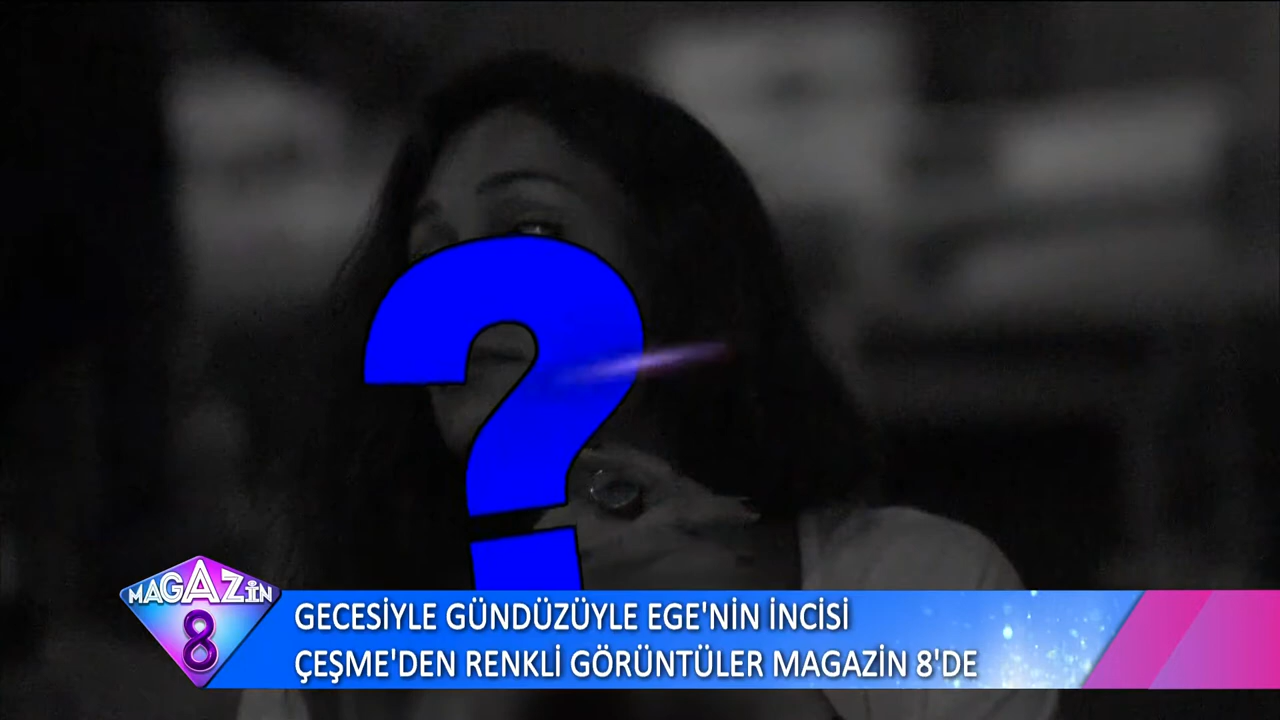 ?
MAGAZİN
8
GECESİYLE GÜNDÜZÜYLE EGE'NİN İNCİSİ
ÇEŞME'DEN RENKLİ GÖRÜNTÜLER MAGAZİN 8'DE